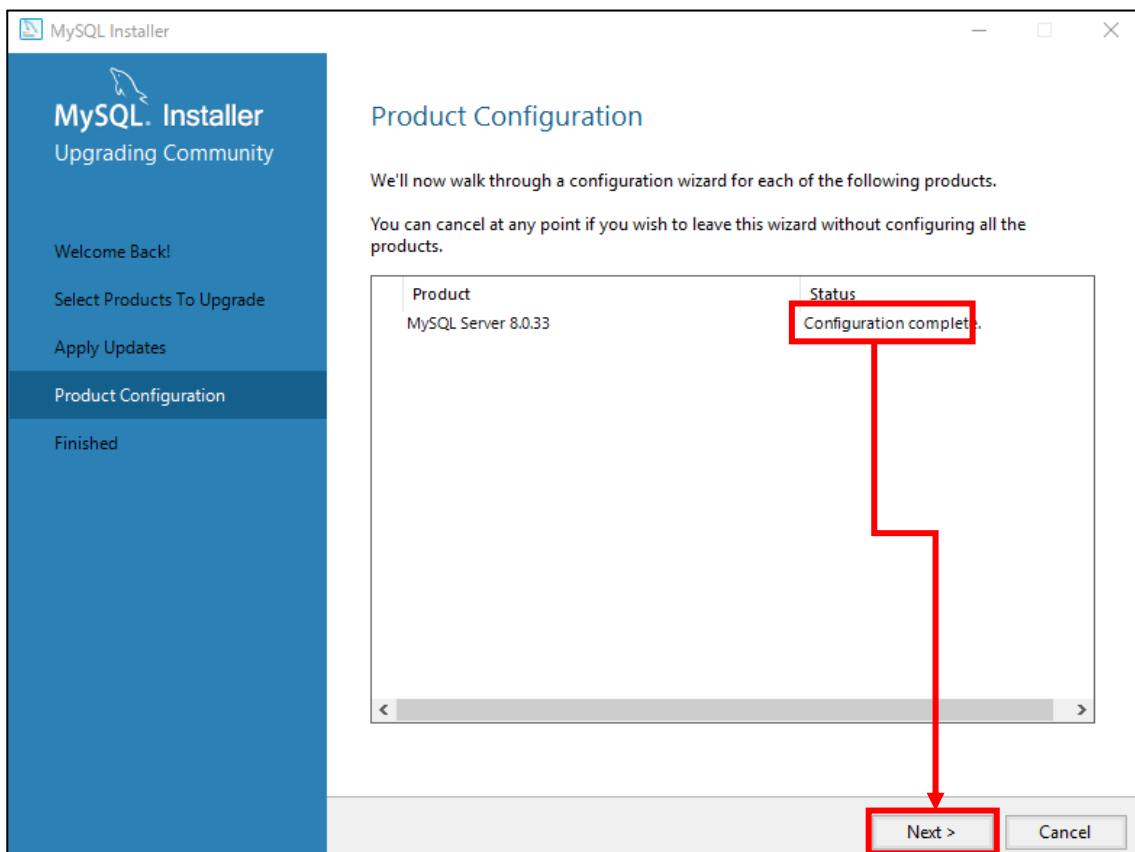 MySQL Installer
MySQL. Installer
Upgrading Community
Welcome Back!
Select Products To Upgrade
Apply Updates
Product Configuration
Finished
Product Configuration
We'll now walk through a configuration wizard for each of the following products.
You can cancel at any point if you wish to leave this wizard without configuring all the
products.
Product Status
MySQL Server 8.0.33 Configuration complete.
Next > Cancel